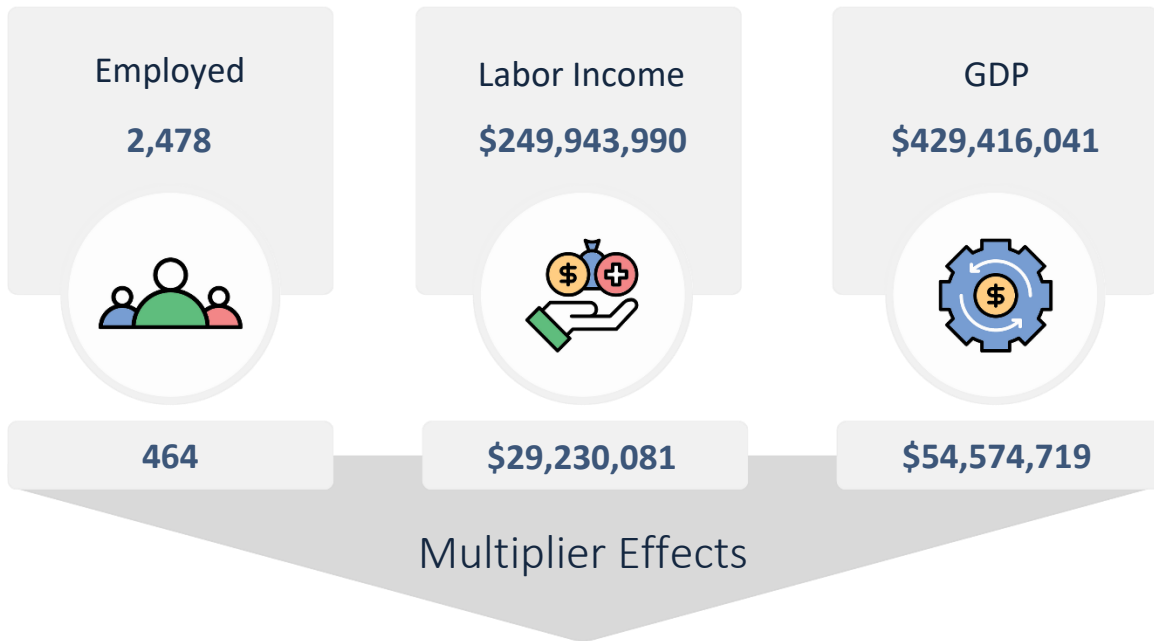 Employed
2,478
Labor Income
$249,943,990
GDP
$429,416,041
464
$29,230,081
$54,574,719
Multiplier Effects